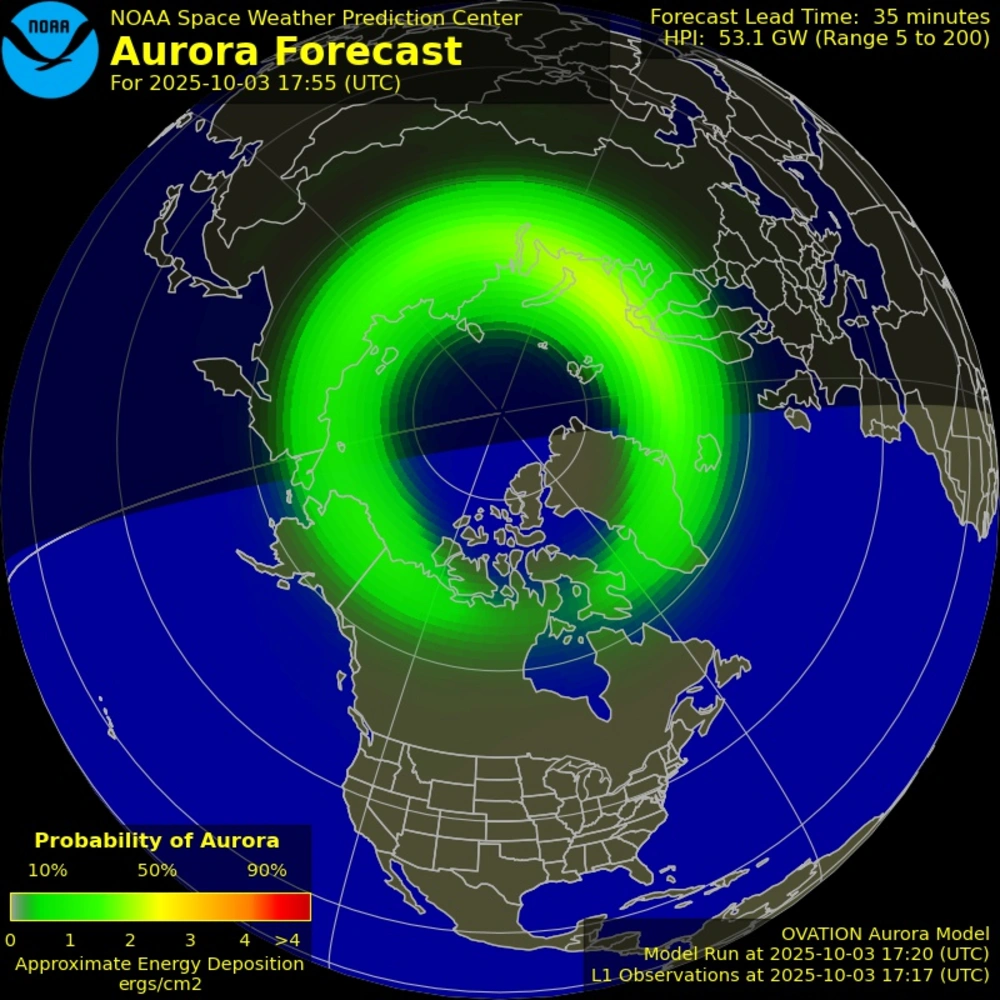 NOAA
NOAA Space Weather Prediction Center
Aurora Forecast
For 2025-10-03 17:55 (UTC)
Forecast Lead Time: 35 minutes
HPI: 53.1 GW (Range 5 to 200)
Probability of Aurora
10% 50% 90%
0 1 2 3 4 >4
Approximate Energy Deposition
ergs/cm2
OVATION Aurora Model
Model Run at 2025-10-03 17:20 (UTC)
L1 Observations at 2025-10-03 17:17 (UTC)